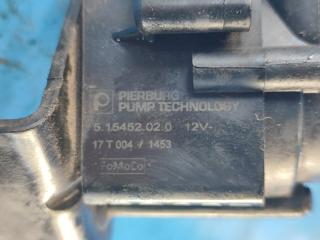 PIERBURG
PUMP TECHNOLOGY
5.15452.02.0 12V-
17 T 004 / 1453
FoMoCo